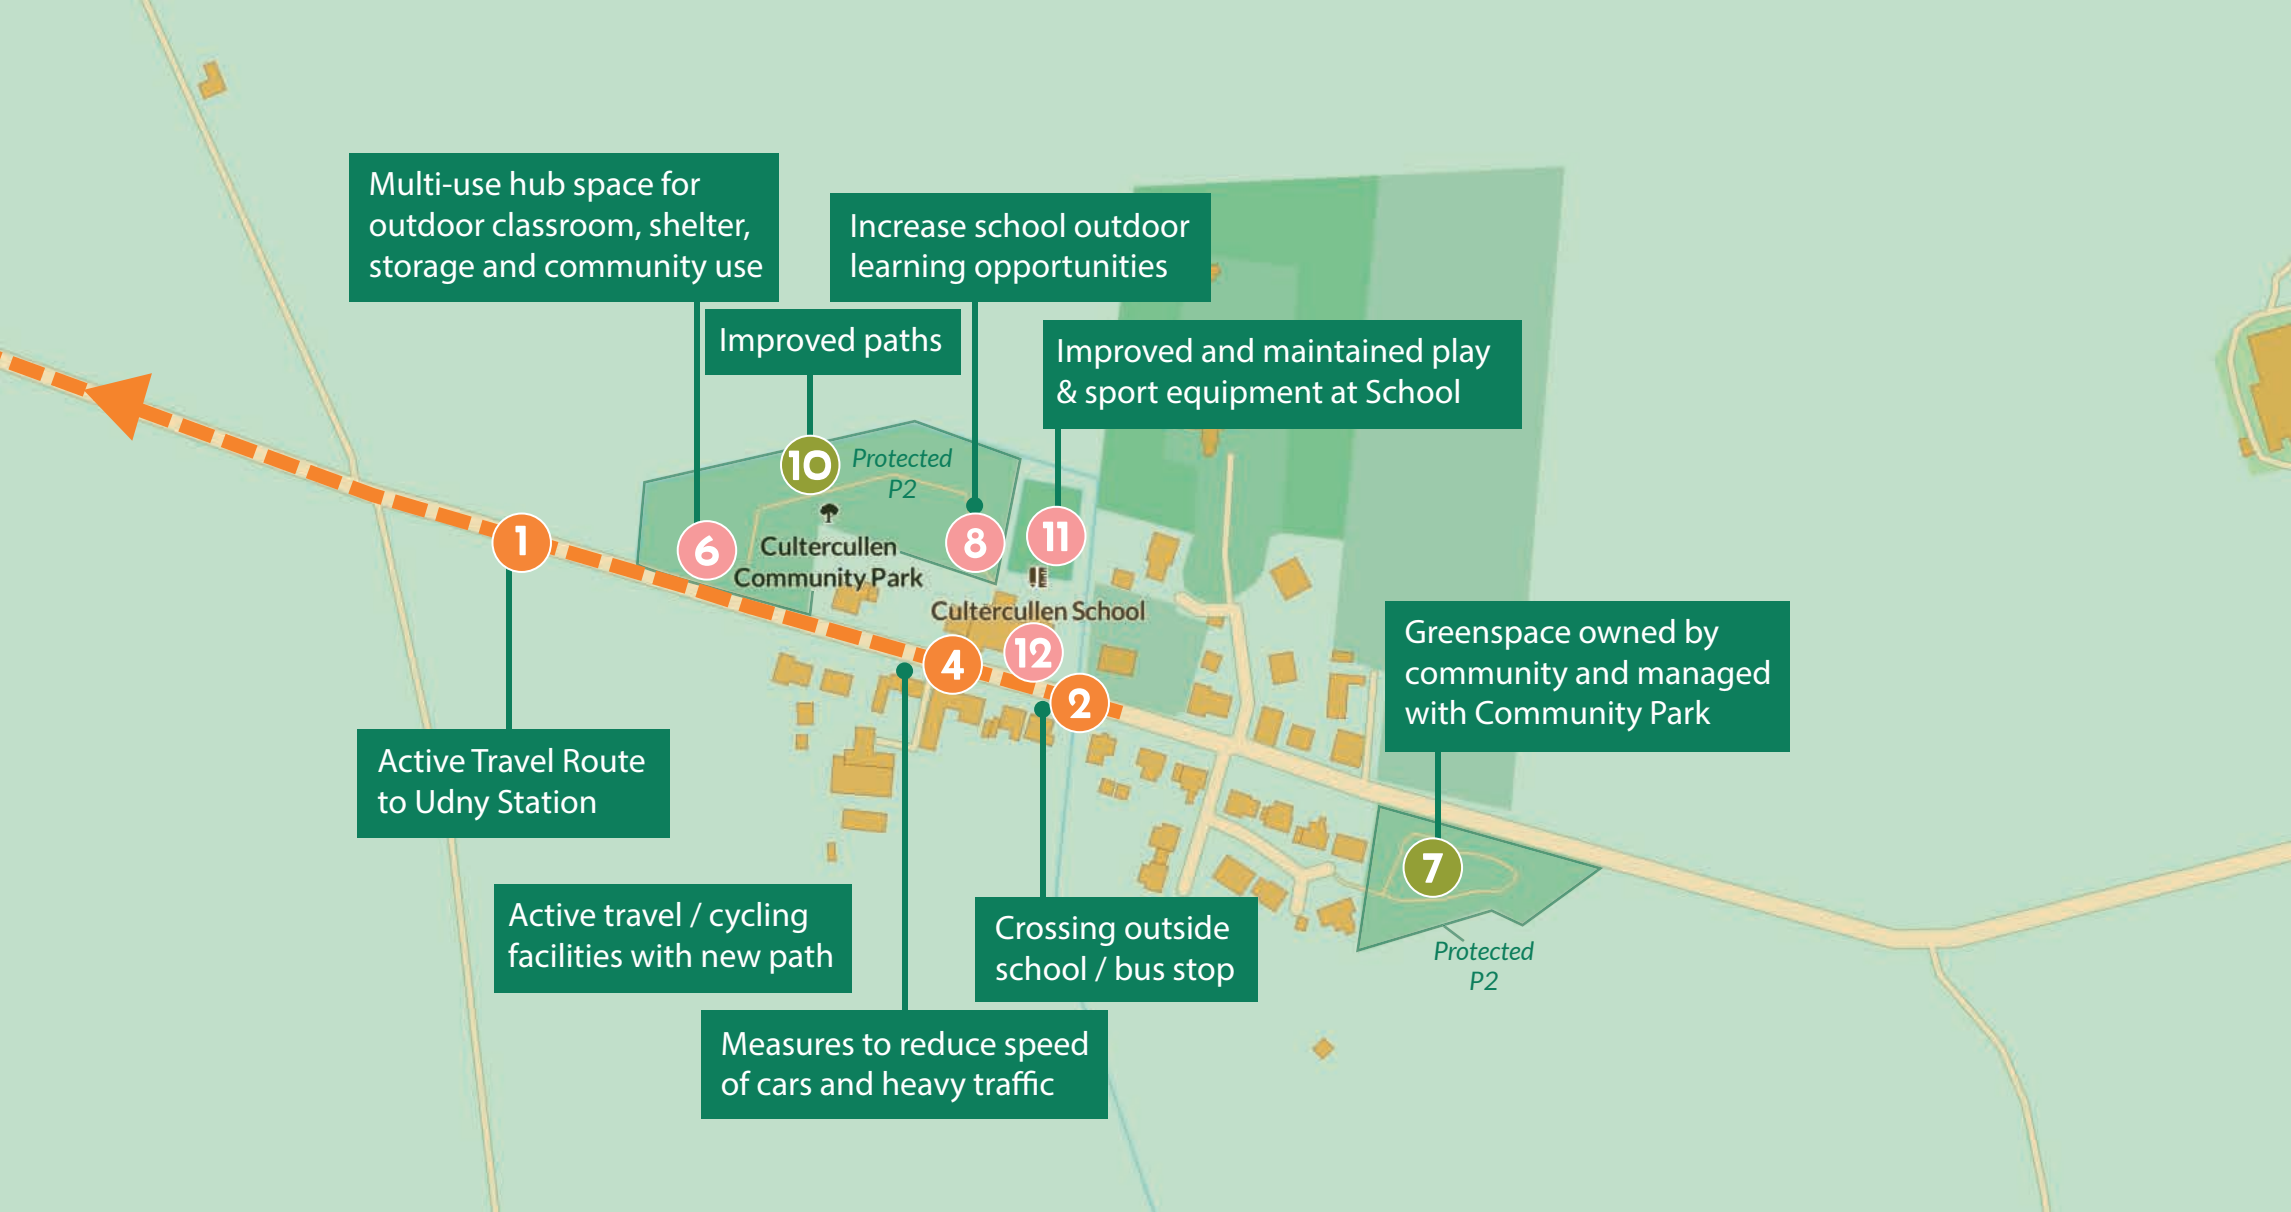 Multi-use hub space for
outdoor classroom, shelter,
storage and community use
Increase school outdoor
learning opportunities
Improved paths
Improved and maintained play
& sport equipment at School
10
Protected
P2
1
6
8
11
Cultercullen
Community Park
Cultercullen School
4
12
2
Greenspace owned by
community and managed
with Community Park
Active Travel Route
to Udny Station
7
Active travel / cycling
facilities with new path
Crossing outside
school / bus stop
Protected
P2
Measures to reduce speed
of cars and heavy traffic